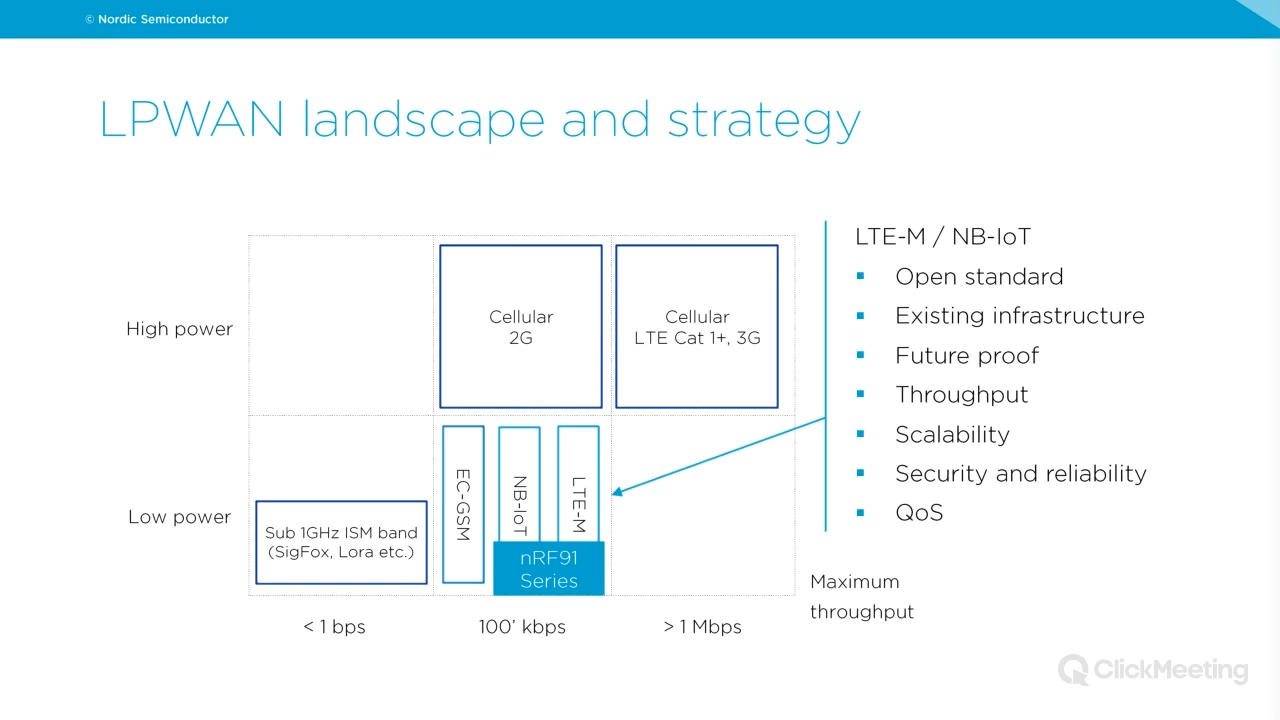 © Nordic Semiconductor
LPWAN landscape and strategy
High power
Cellular
2G
Cellular
LTE Cat 1+, 3G
Low power
Sub 1GHz ISM band
(SigFox, Lora etc.)
EC-GSM
NB-IoT
LTE-M
nRF91
Series
< 1 bps
100’ kbps
> 1 Mbps
Maximum
throughput
LTE-M / NB-IoT
Open standard
Existing infrastructure
Future proof
Throughput
Scalability
Security and reliability
QoS
ClickMeeting